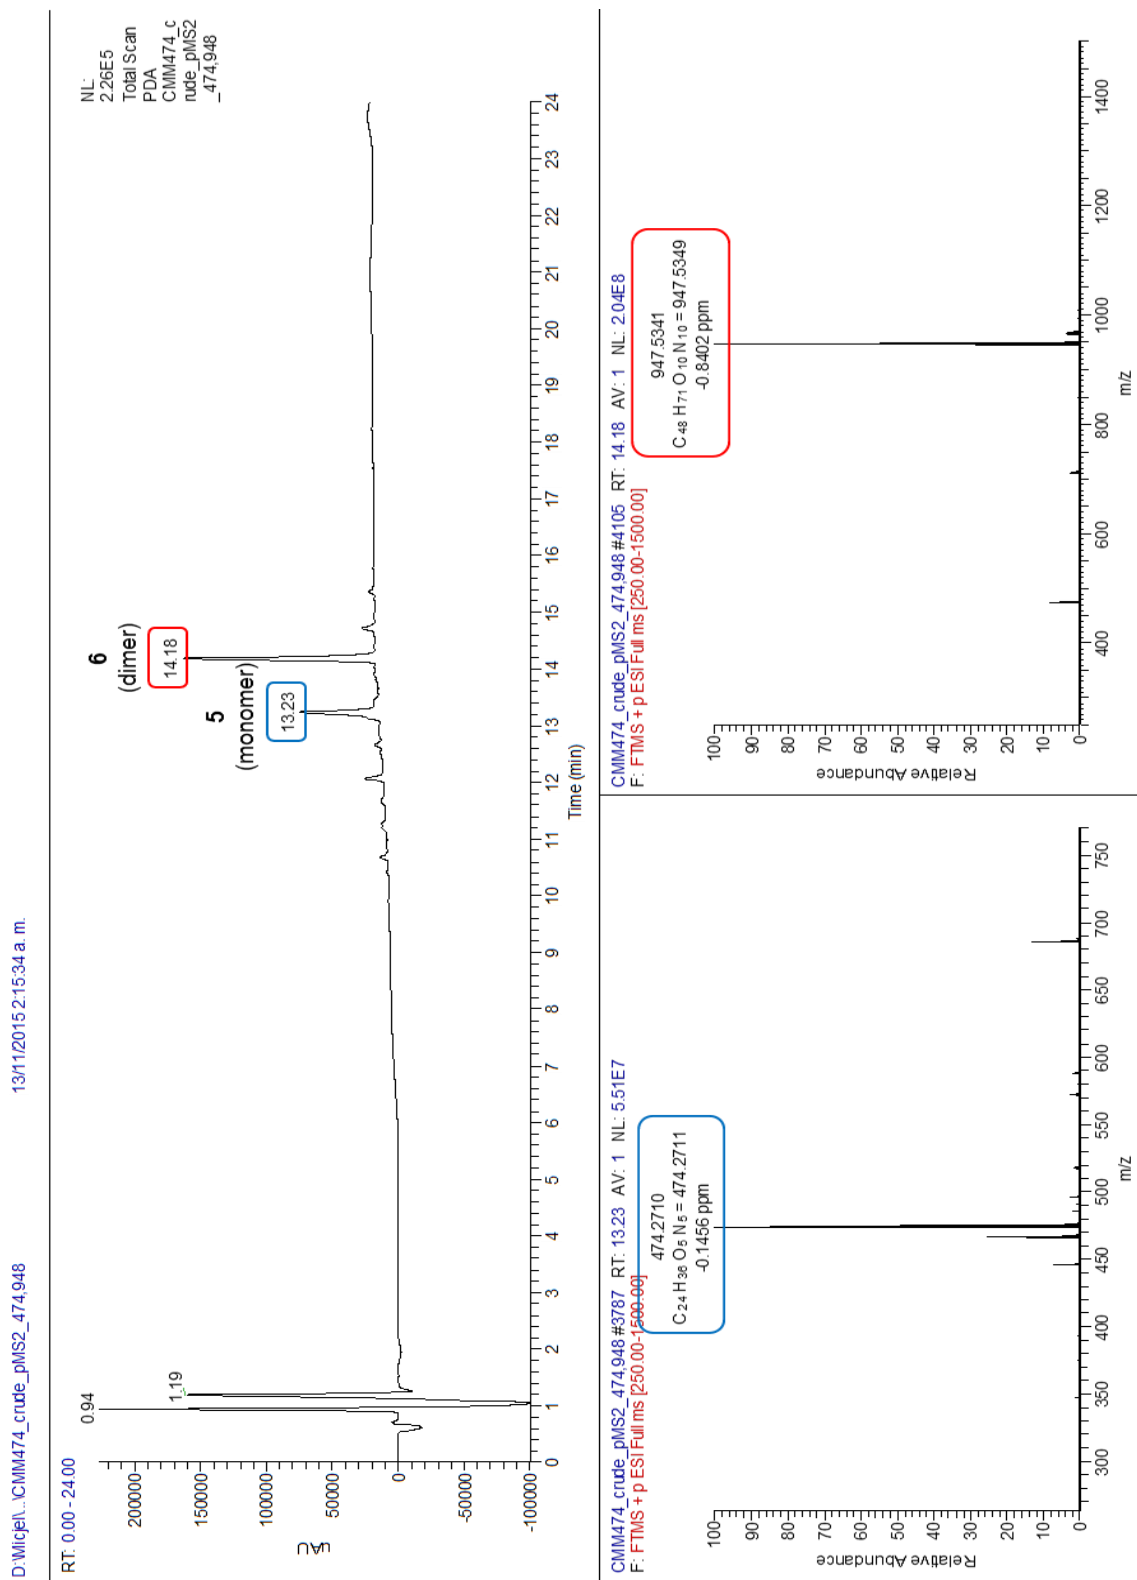 D:\Micjel\...\CMM474_crude_pMS2_474,948 13/11/2015 2:15:34 a. m.
RT: 0.00 - 24.00
NL:
2.26E5
Total Scan
PDA
CMM474_c
rude_pMS2
_474,948
0.94
1.19
5
(monomer)
13.23
6
(dimer)
14.18
200000
150000
100000
50000
0
-50000
-100000
uAU
0 1 2 3 4 5 6 7 8 9 10 11 12 13 14 15 16 17 18 19 20 21 22 23 24
Time (min)
CMM474_crude_pMS2_474,948 #3787 RT: 13.23 AV: 1 NL: 5.51E7
F: FTMS + p ESI Full ms [250.00-1500.00]
474.2710
C 24 H 36 O 5 N 5 = 474.2711
-0.1456 ppm
100
90
80
70
60
50
40
30
20
10
0
Relative Abundance
300 350 400 450 500 550 600 650 700 750
m/z
CMM474_crude_pMS2_474,948 #4105 RT: 14.18 AV: 1 NL: 2.04E8
F: FTMS + p ESI Full ms [250.00-1500.00]
947.5341
C 48 H 71 O 10 N 10 = 947.5349
-0.8402 ppm
100
90
80
70
60
50
40
30
20
10
0
Relative Abundance
400 600 800 1000 1200 1400
m/z